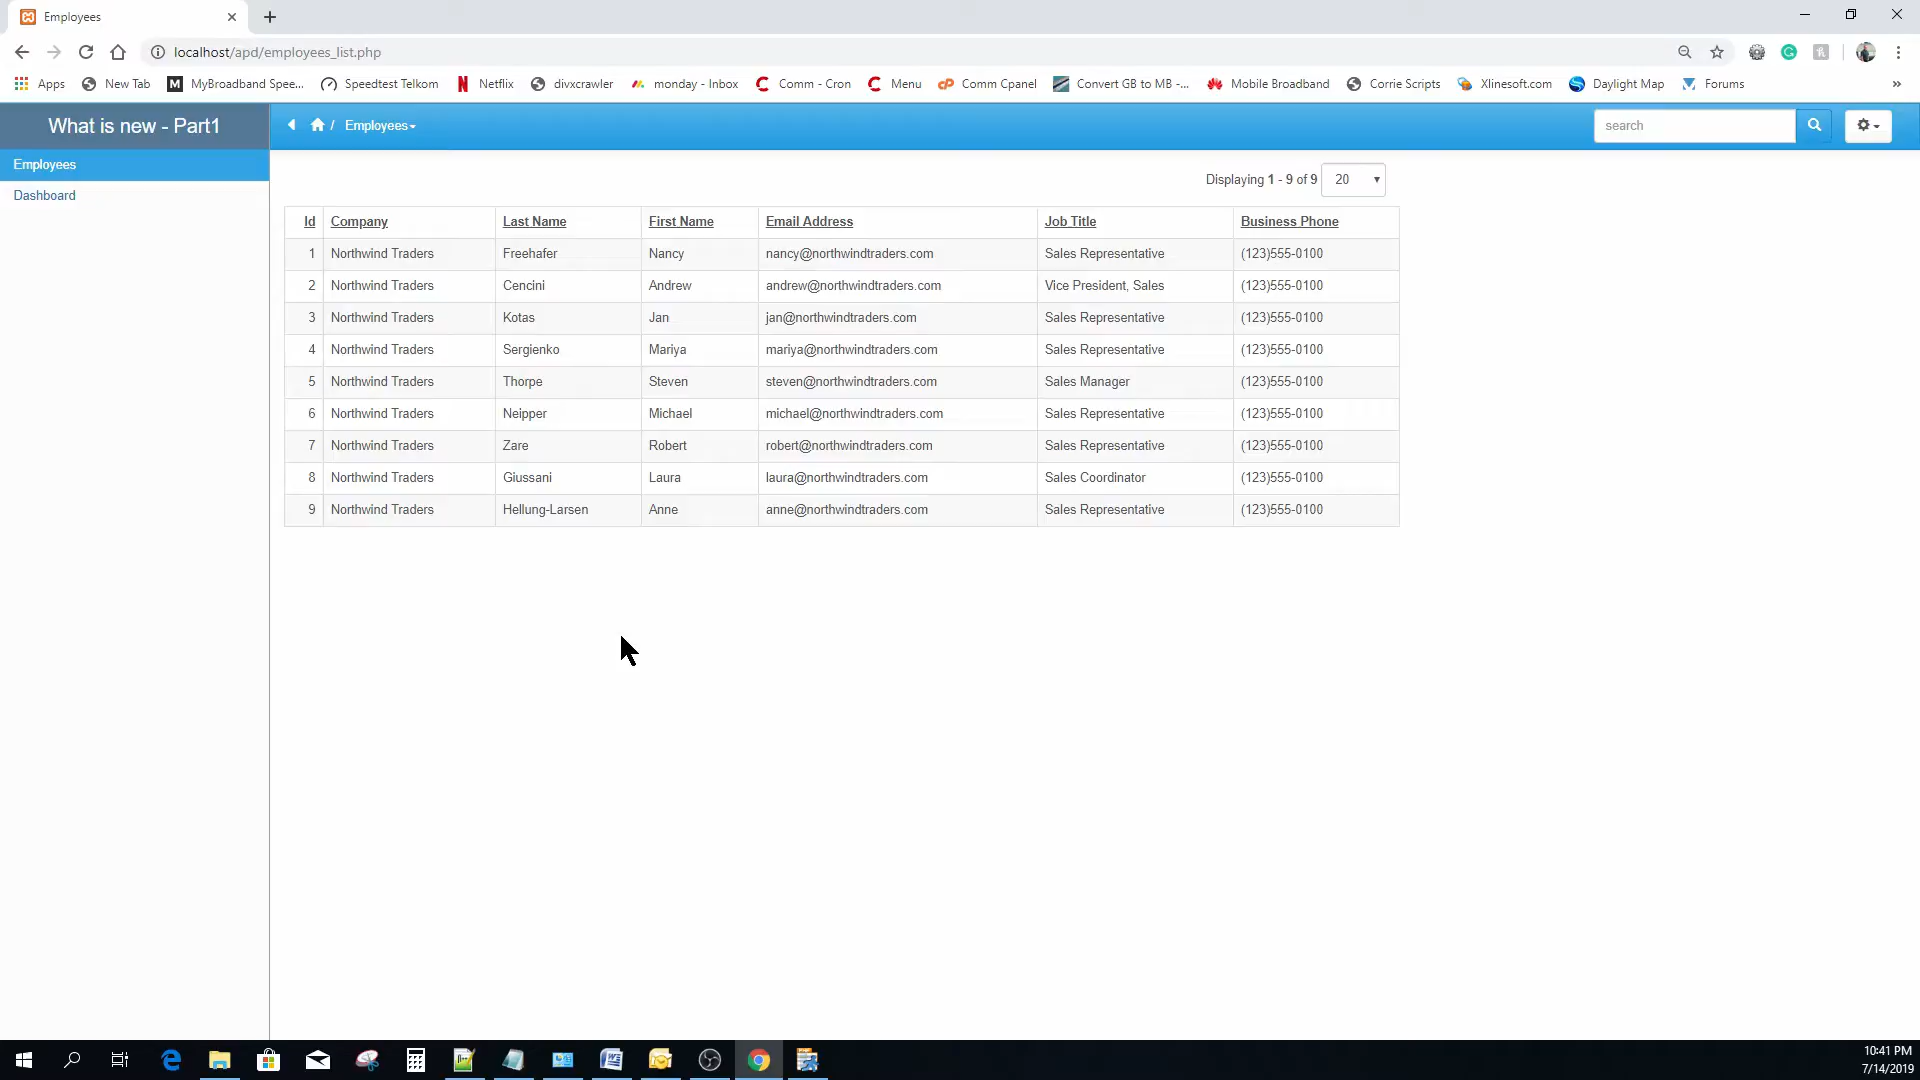 Employees
localhost/apd/employees_list.php
Apps New Tab MyBroadband Spee... Speedtest Telkom Netflix divxcrawler monday - Inbox Comm - Cron Menu Comm Cpanel Convert GB to MB -... Mobile Broadband Corrie Scripts Xlinesoft.com Daylight Map Forums »
What is new - Part1 / Employees search
Employees
Dashboard
Displaying 1 - 9 of 9 20
Id Company Last Name First Name Email Address Job Title Business Phone
1 Northwind Traders Freehafer Nancy nancy@northwindtraders.com Sales Representative (123)555-0100
2 Northwind Traders Cencini Andrew andrew@northwindtraders.com Vice President, Sales (123)555-0100
3 Northwind Traders Kotas Jan jan@northwindtraders.com Sales Representative (123)555-0100
4 Northwind Traders Sergienko Mariya mariya@northwindtraders.com Sales Representative (123)555-0100
5 Northwind Traders Thorpe Steven steven@northwindtraders.com Sales Manager (123)555-0100
6 Northwind Traders Neipper Michael michael@northwindtraders.com Sales Representative (123)555-0100
7 Northwind Traders Zare Robert robert@northwindtraders.com Sales Representative (123)555-0100
8 Northwind Traders Giussani Laura laura@northwindtraders.com Sales Coordinator (123)555-0100
9 Northwind Traders Hellung-Larsen Anne anne@northwindtraders.com Sales Representative (123)555-0100
10:41 PM
7/14/2019